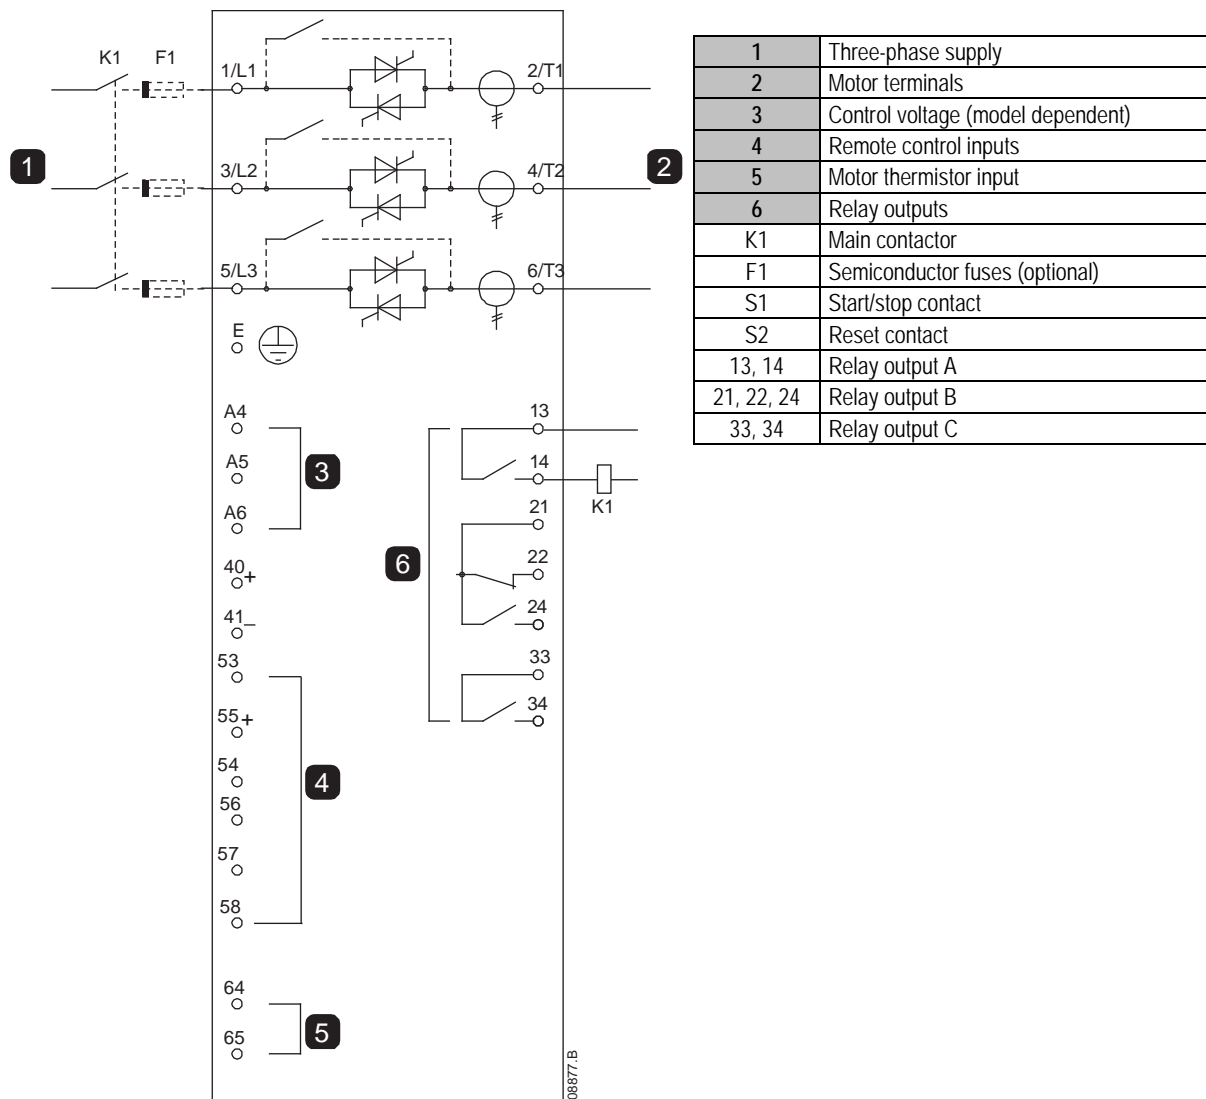 K1 F1
1/L1 2/T1
3/L2 4/T2
1 2
5/L3 6/T3
E
A4 13
A5 3 14
K1
A6 21
40 + 6 22
41 – 24
53 33
55 + 34
54 4
56
57
58
64
65 5
08877.B
1 Three-phase supply
2 Motor terminals
3 Control voltage (model dependent)
4 Remote control inputs
5 Motor thermistor input
6 Relay outputs
K1 Main contactor
F1 Semiconductor fuses (optional)
S1 Start/stop contact
S2 Reset contact
13, 14 Relay output A
21, 22, 24 Relay output B
33, 34 Relay output C